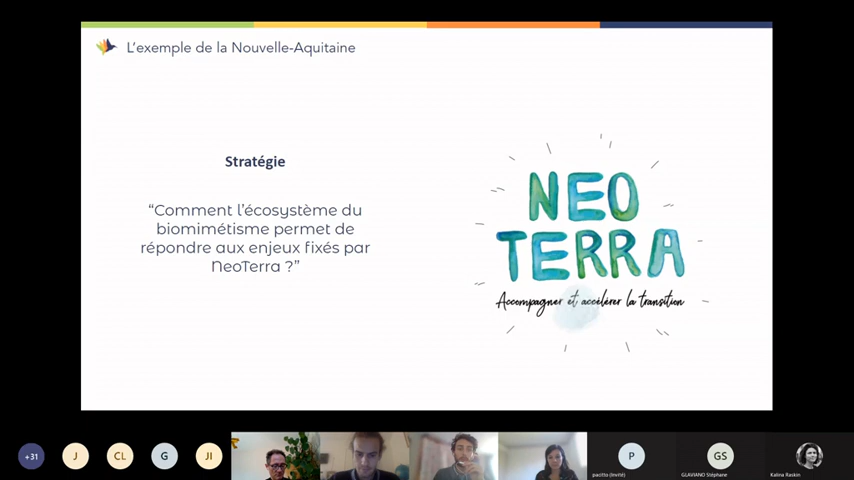 L'exemple de la Nouvelle-Aquitaine
Stratégie
“Comment l'écosystème du
biomimétisme permet de
répondre aux enjeux fixés par
NeoTerra ?”
NEO
TERRA
Accompagner et accélérer la transition
+31
J
CL
G
JI
P
GS
pacitto (Invité)
GLAVIANO Stéphane
Kalina Raskin